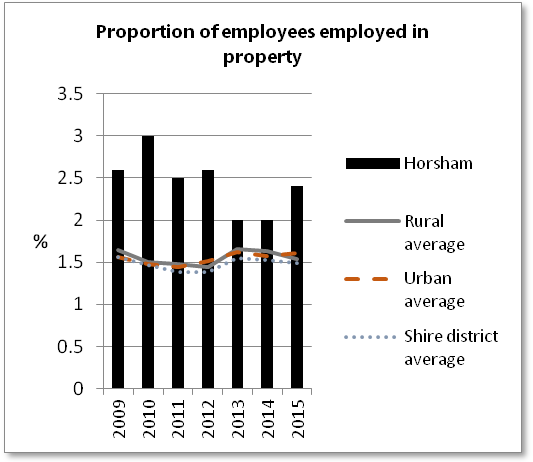 Proportion of employees employed in
property
3.5
3
2.5
2
1.5
1
0.5
0
%
2009
2010
2011
2012
2013
2014
2015
Horsham
Rural
average
Urban
average
Shire district
average